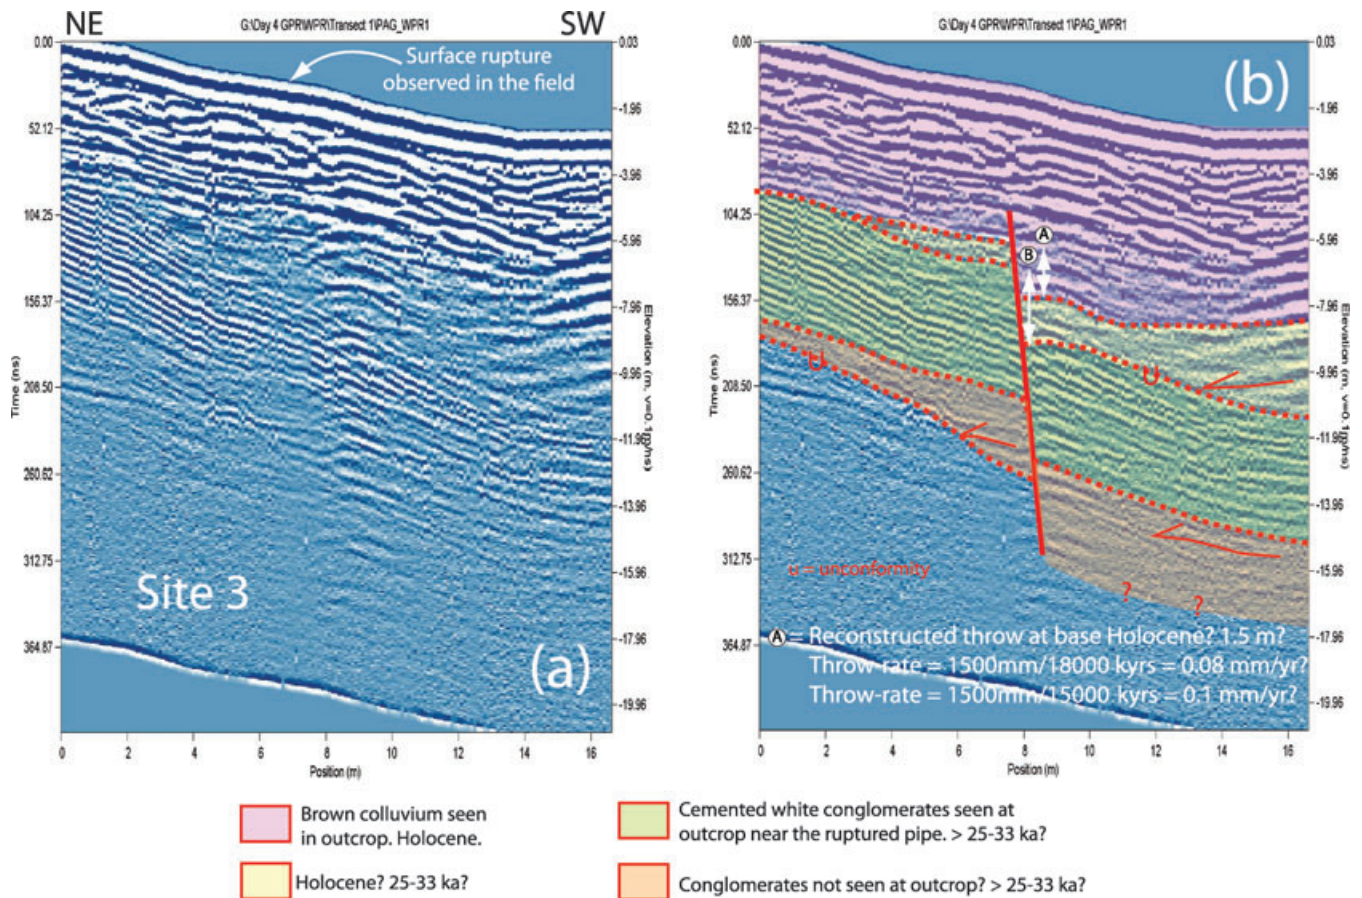 NE
G:\Day 4 GPR\WPR\Transect 1\PAG_WPR1
SW
Surface rupture
observed in the field
0.00
52.12
104.25
156.37
208.50
260.62
312.75
364.87
Time (ns)
0.03
-1.96
-3.96
-5.96
-7.96
-9.96
-11.96
-13.96
-15.96
-17.96
-19.96
Elevation (m, v=0.1m/ns)
Site 3
(a)
0 2 4 6 8 10 12 14 16
Position (m)
G:\Day 4 GPR\WPR\Transect 1\PAG_WPR1
(b)
0.00
52.12
104.25
156.37
208.50
260.62
312.75
364.87
Time (ns)
0.03
-1.96
-3.96
-5.96
-7.96
-9.96
-11.96
-13.96
-15.96
-17.96
-19.96
Elevation (m, v=0.1m/ns)
A
B
U
U
u = unconformity
? ?
A = Reconstructed throw at base Holocene? 1.5 m?
Throw-rate = 1500mm/18000 kyrs = 0.08 mm/yr?
Throw-rate = 1500mm/15000 kyrs = 0.1 mm/yr?
0 2 4 6 8 10 12 14 16
Position (m)
Brown colluvium seen
in outcrop. Holocene.
Holocene? 25-33 ka?
Cemented white conglomerates seen at
outcrop near the ruptured pipe. > 25-33 ka?
Conglomerates not seen at outcrop? > 25-33 ka?